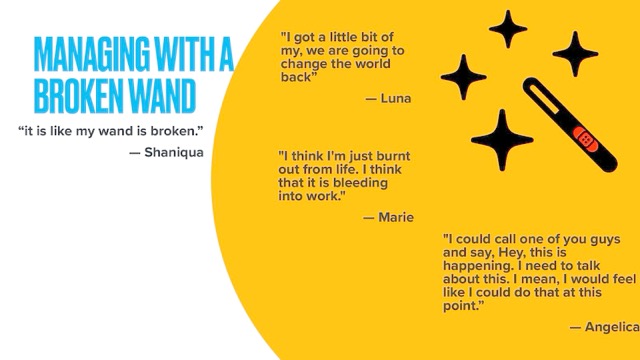 MANAGING WITH A
BROKEN WAND
“it is like my wand is broken.”
— Shaniqua
"I got a little bit of
my, we are going to
change the world
back”
— Luna
"I think I'm just burnt
out from life. I think
that it is bleeding
into work."
— Marie
"I could call one of you guys
and say, Hey, this is
happening. I need to talk
about this. I mean, I would feel
like I could do that at this
point.”
— Angelica